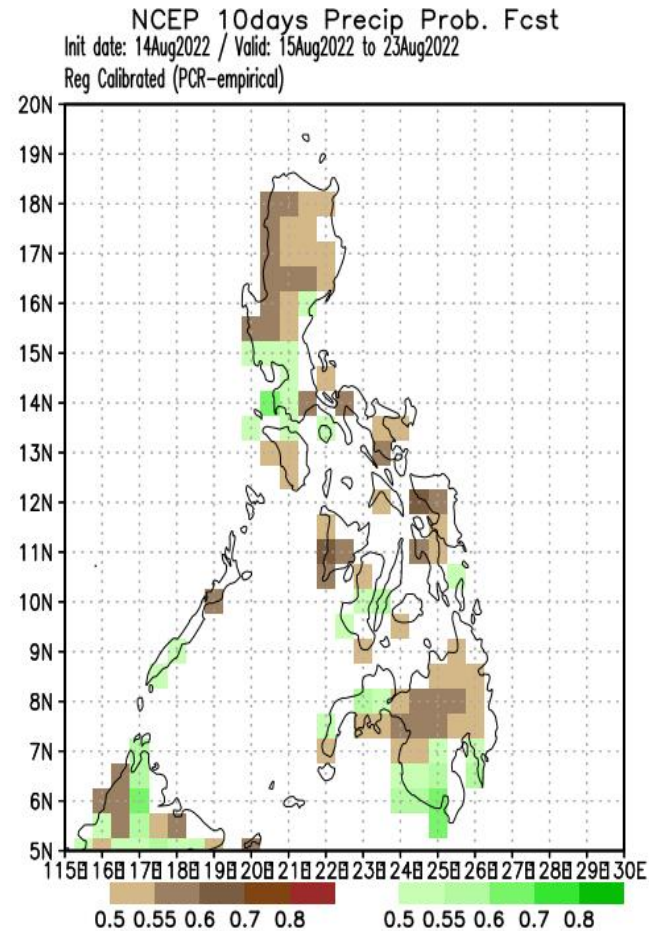 NCEP 10days Precip Prob. Fcst
Init date: 14Aug2022 / Valid: 15Aug2022 to 23Aug2022
Reg Calibrated (PCR-empirical)
20N
19N
18N
17N
16N
15N
14N
13N
12N
11N
10N
9N
8N
7N
6N
5N
115E 116E 117E 118E 119E 120E 121E 122E 123E 124E 125E 126E 127E 128E 129E 130E
0.5 0.55 0.6 0.7 0.8 0.5 0.55 0.6 0.7 0.8